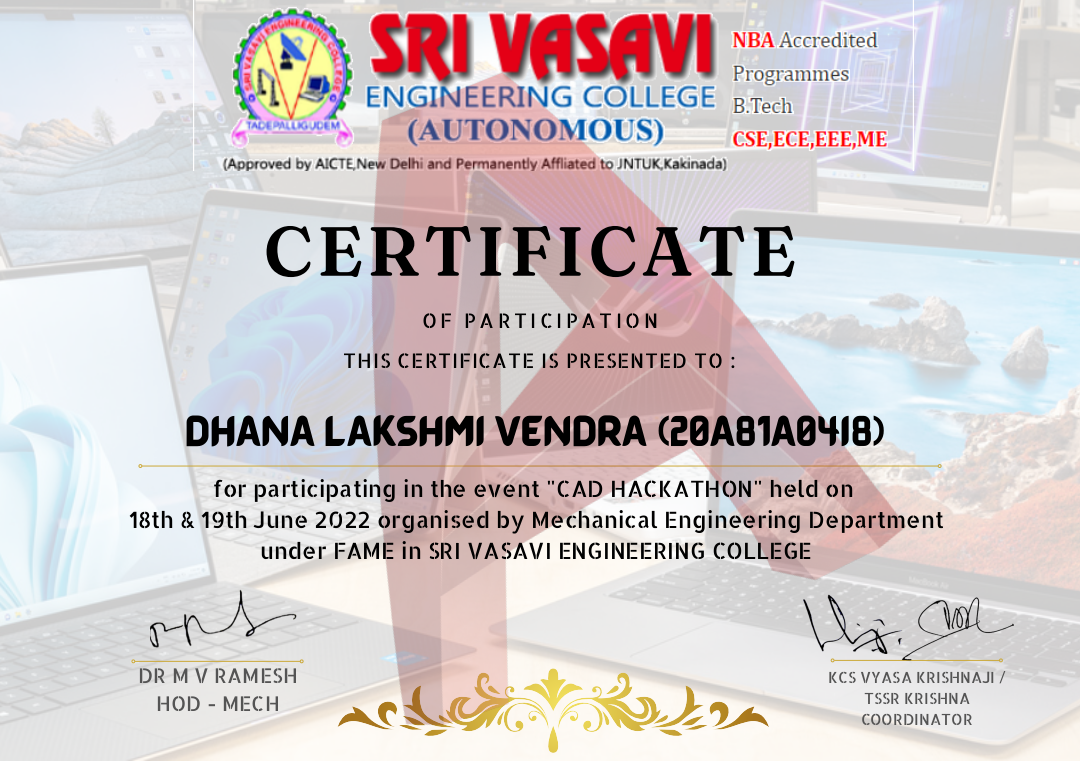 SRI VASAVI ENGINEERING COLLEGE
TADEPALLIGUDEM
SRI VASAVI
ENGINEERING COLLEGE
(AUTONOMOUS)
(Approved by AICTE,New Delhi and Permanently Affliated to JNTUK,Kakinada)
NBA Accredited
Programmes
B.Tech
CSE,ECE,EEE,ME
CERTIFICATE
OF PARTICIPATION
THIS CERTIFICATE IS PRESENTED TO :
DHANA LAKSHMI VENDRA (20A81A0418)
for participating in the event "CAD HACKATHON" held on
18th & 19th June 2022 organised by Mechanical Engineering Department
under FAME in SRI VASAVI ENGINEERING COLLEGE
DR M V RAMESH
HOD - MECH
KCS VYASA KRISHNAJI /
TSSR KRISHNA
COORDINATOR